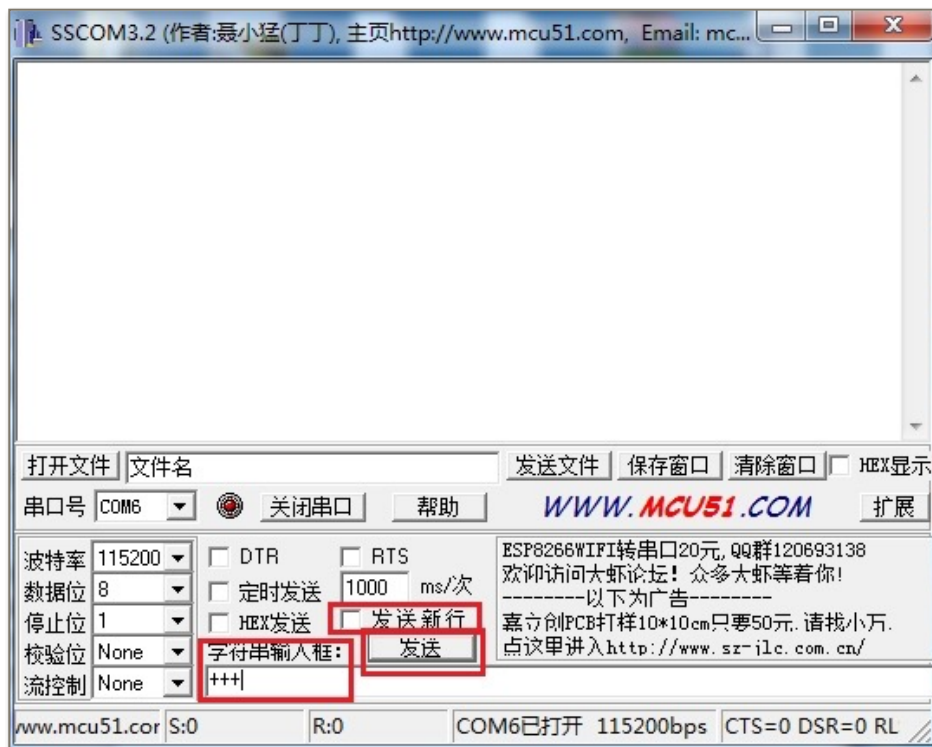 SSCOM3.2 (作者:聂小猛(丁丁), 主页http://www.mcu51.com, Email: mc...
打开文件 文件名 发送文件 保存窗口 清除窗口 HEX显示
串口号 COM6 关闭串口 帮助 WWW.MCU51.COM 扩展
波特率 115200 DTR RTS
数据位 8 定时发送 1000 ms/次
停止位 1 HEX发送 发送新行
校验位 None 字符串输入框: 发送
流控制 None +++
ESP8266WIFI转串口20元,QQ群120693138
欢迎访问大虾论坛! 众多大虾等着你!
--------以下为广告--------
嘉立创PCB打样10*10cm只要50元.请找小万.
点这里进入http://www.sz-jlc.com.cn/
www.mcu51.cor S:0 R:0 COM6已打开 115200bps CTS=0 DSR=0 RL